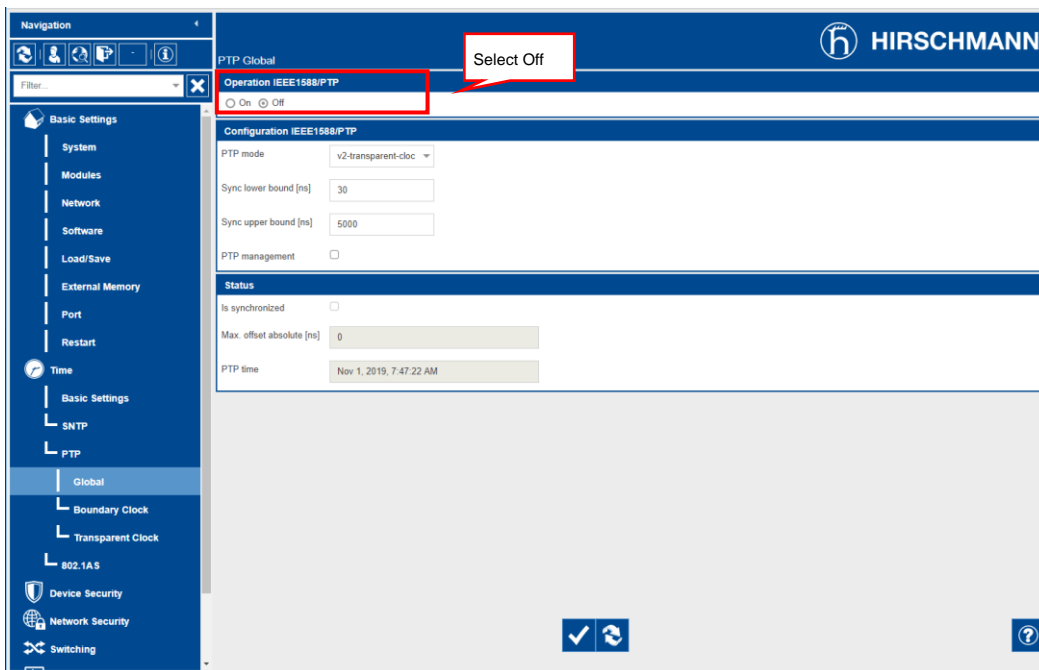 Navigation
HIRSCHMANN
PTP Global
Select Off
Filter...
Operation IEEE1588/PTP
On Off
Basic Settings
System
Modules
Network
Software
Load/Save
External Memory
Port
Restart
Time
Basic Settings
SNTP
PTP
Global
Boundary Clock
Transparent Clock
802.1AS
Device Security
Network Security
Switching
Configuration IEEE1588/PTP
PTP mode v2-transparent-cloc
Sync lower bound [ns] 30
Sync upper bound [ns] 5000
PTP management
Status
Is synchronized
Max. offset absolute [ns] 0
PTP time Nov 1, 2019, 7:47:22 AM